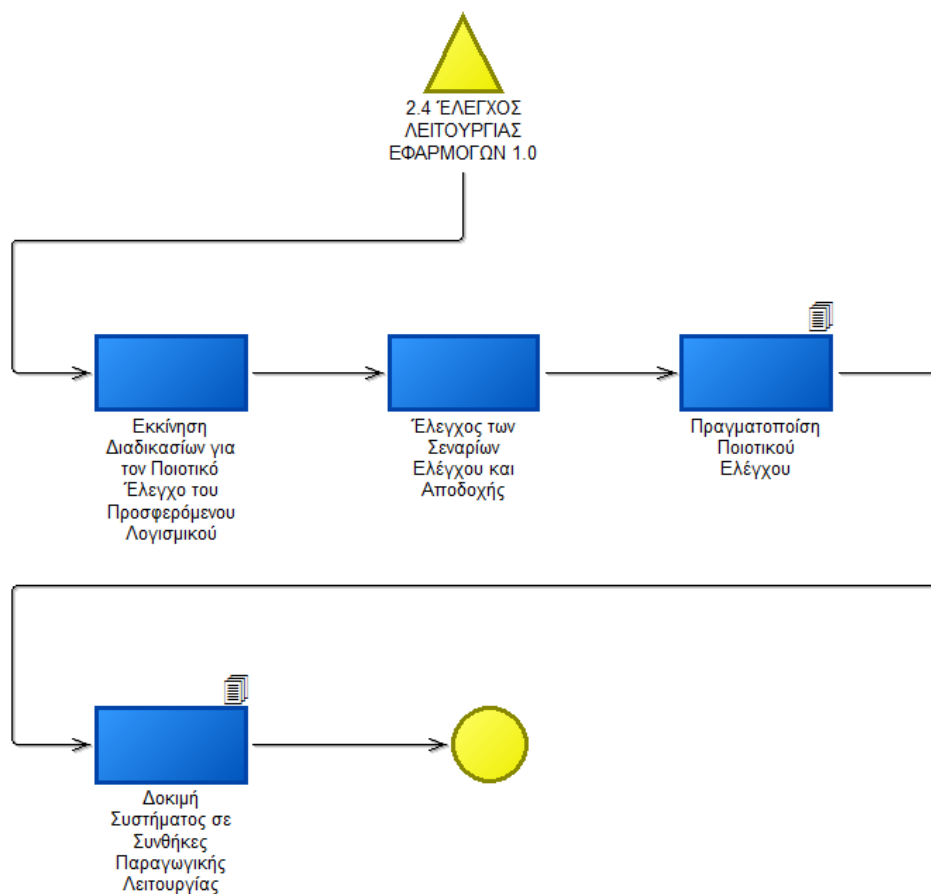 2.4 ΈΛΕΓΧΟΣ
ΛΕΙΤΟΥΡΓΙΑΣ
ΕΦΑΡΜΟΓΩΝ 1.0
Εκκίνηση
Διαδικασίων για
τον Ποιοτικό
Έλεγχο του
Προσφερόμενου
Λογισμικού
Έλεγχος των
Σεναρίων
Ελέγχου και
Αποδοχής
Πραγματοποίση
Ποιοτικού
Ελέγχου
Δοκιμή
Συστήματος σε
Συνθήκες
Παραγωγικής
Λειτουργίας